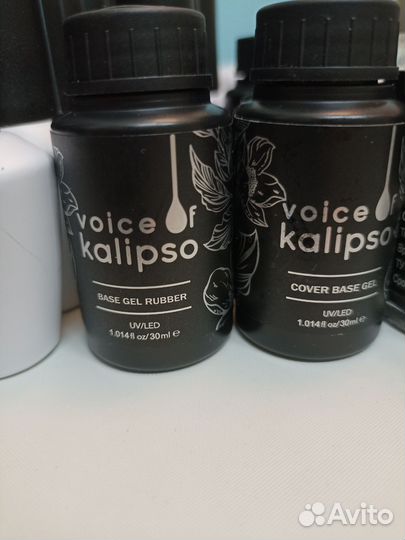 voice of
kalipso
BASE GEL RUBBER
UV/LED
1.014fl oz/30ml e
voice of
kalipso
COVER BASE GEL
UV/LED
1.014fl oz/30ml e
Avito